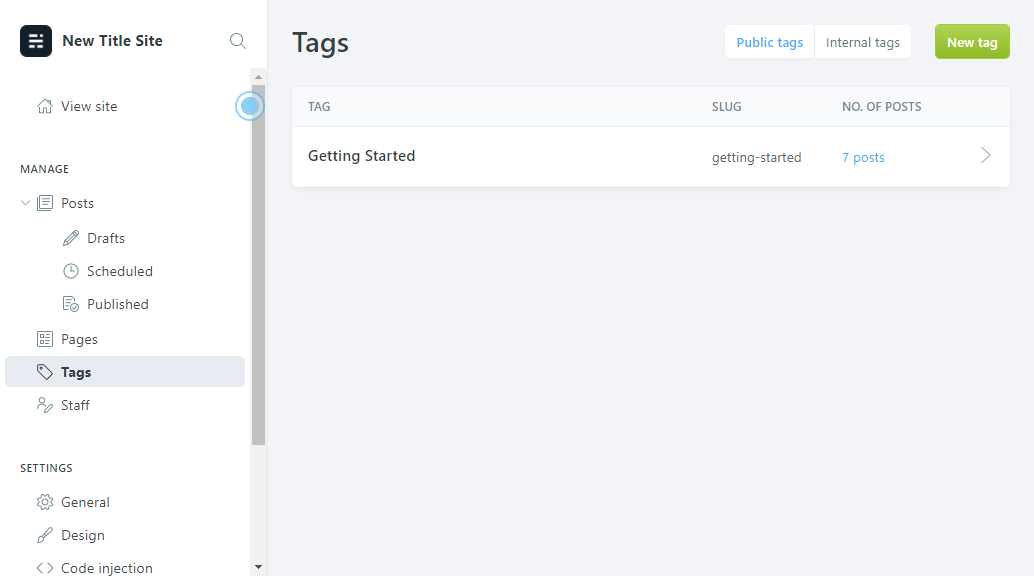 New Title Site
View site
MANAGE
Posts
Drafts
Scheduled
Published
Pages
Tags
Staff
SETTINGS
General
Design
Code injection
Tags
Public tags
Internal tags
New tag
TAG SLUG NO. OF POSTS
Getting Started getting-started 7 posts